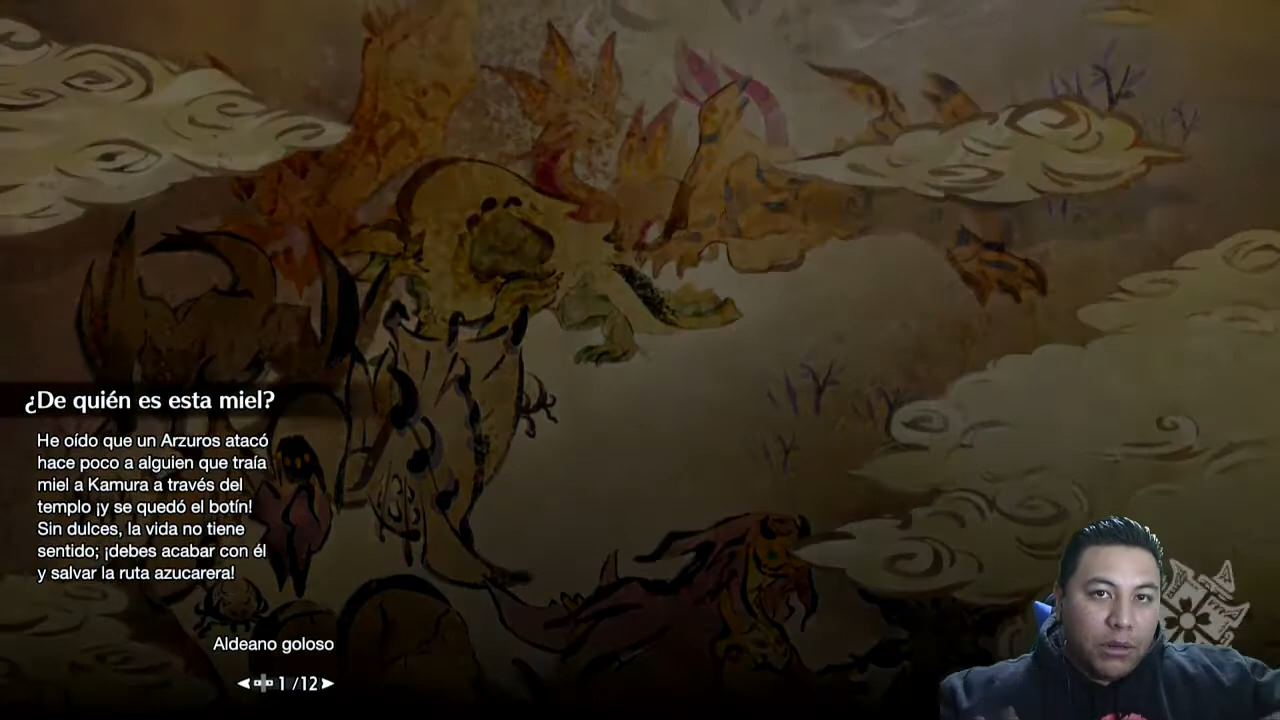 ¿De quién es esta miel?
He oído que un Arzuros atacó
hace poco a alguien que traía
miel a Kamura a través del
templo ¡y se quedó el botín!
Sin dulces, la vida no tiene
sentido; ¡debes acabar con él
y salvar la ruta azucarera!
Aldeano goloso
1 / 12